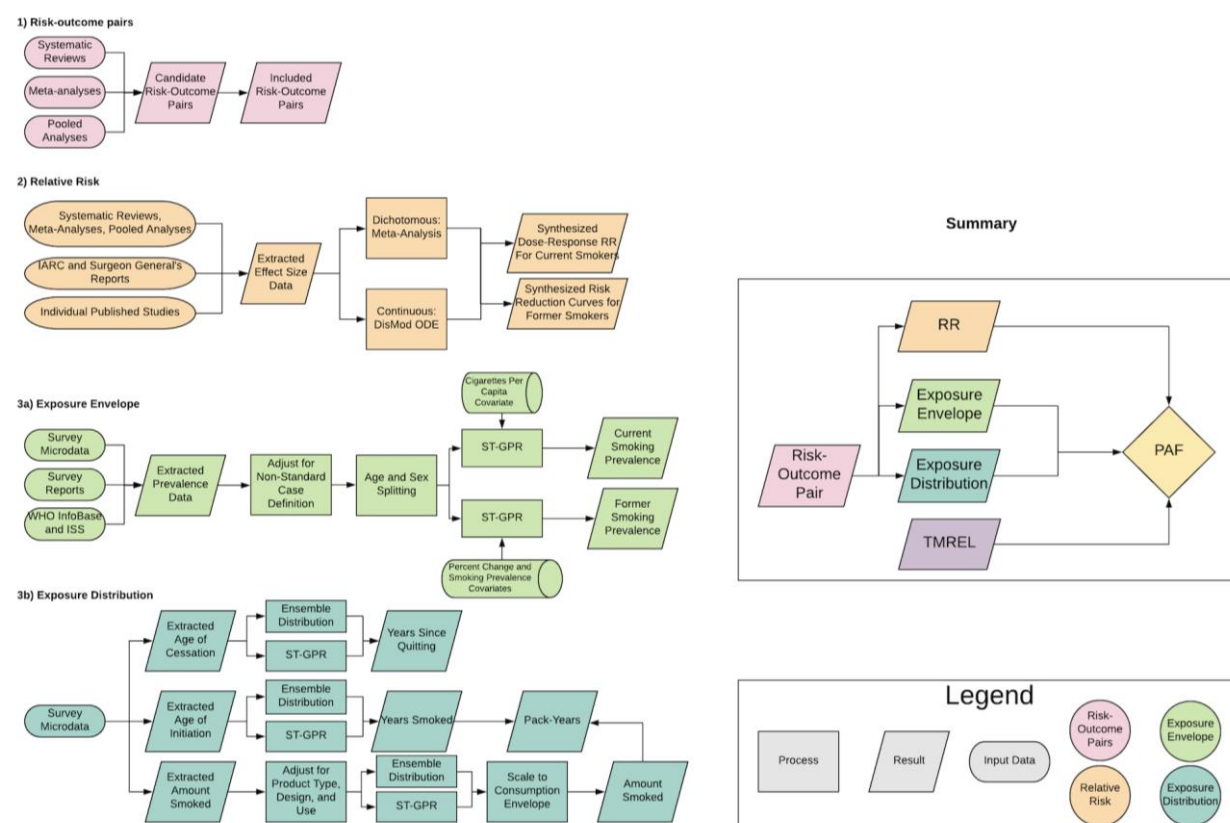 1) Risk-outcome pairs
Systematic
Reviews
Meta-analyses
Pooled
Analyses
Candidate
Risk-Outcome
Pairs
Included
Risk-Outcome
Pairs
2) Relative Risk
Systematic Reviews,
Meta-Analyses, Pooled Analyses
IARC and Surgeon General's
Reports
Individual Published Studies
Extracted
Effect Size
Data
Dichotomous:
Meta-Analysis
Continuous:
DisMod ODE
Synthesized
Dose-Response RR
For Current Smokers
Synthesized Risk
Reduction Curves for
Former Smokers
3a) Exposure Envelope
Survey
Microdata
Survey
Reports
WHO InfoBase
and ISS
Extracted
Prevalence
Data
Adjust for
Non-Standard
Case
Definition
Age and Sex
Splitting
Cigarettes Per
Capita
Covariate
ST-GPR
ST-GPR
Percent Change and
Smoking Prevalence
Covariates
Current
Smoking
Prevalence
Former
Smoking
Prevalence
3b) Exposure Distribution
Survey
Microdata
Extracted
Age of
Cessation
Ensemble
Distribution
ST-GPR
Years Since
Quitting
Extracted
Age of
Initiation
Ensemble
Distribution
ST-GPR
Years Smoked
Pack-Years
Extracted
Amount
Smoked
Adjust for
Product Type,
Design, and
Use
Ensemble
Distribution
ST-GPR
Scale to
Consumption
Envelope
Amount
Smoked
Summary
Risk-
Outcome
Pair
RR
Exposure
Envelope
Exposure
Distribution
TMREL
PAF
Legend
Process
Result
Input Data
Risk-
Outcome
Pairs
Exposure
Envelope
Relative
Risk
Exposure
Distribution